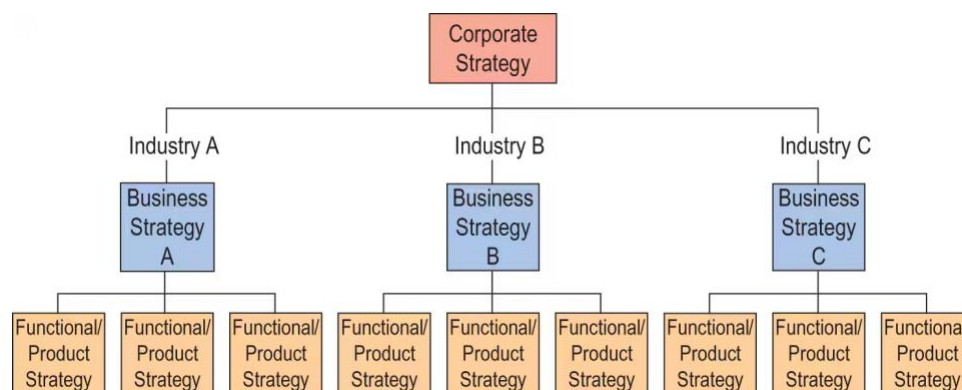 Corporate
Strategy
Industry A
Industry B
Industry C
Business
Strategy
A
Business
Strategy
B
Business
Strategy
C
Functional/
Product
Strategy
Functional/
Product
Strategy
Functional/
Product
Strategy
Functional/
Product
Strategy
Functional/
Product
Strategy
Functional/
Product
Strategy
Functional/
Product
Strategy
Functional/
Product
Strategy
Functional
Product
Strategy